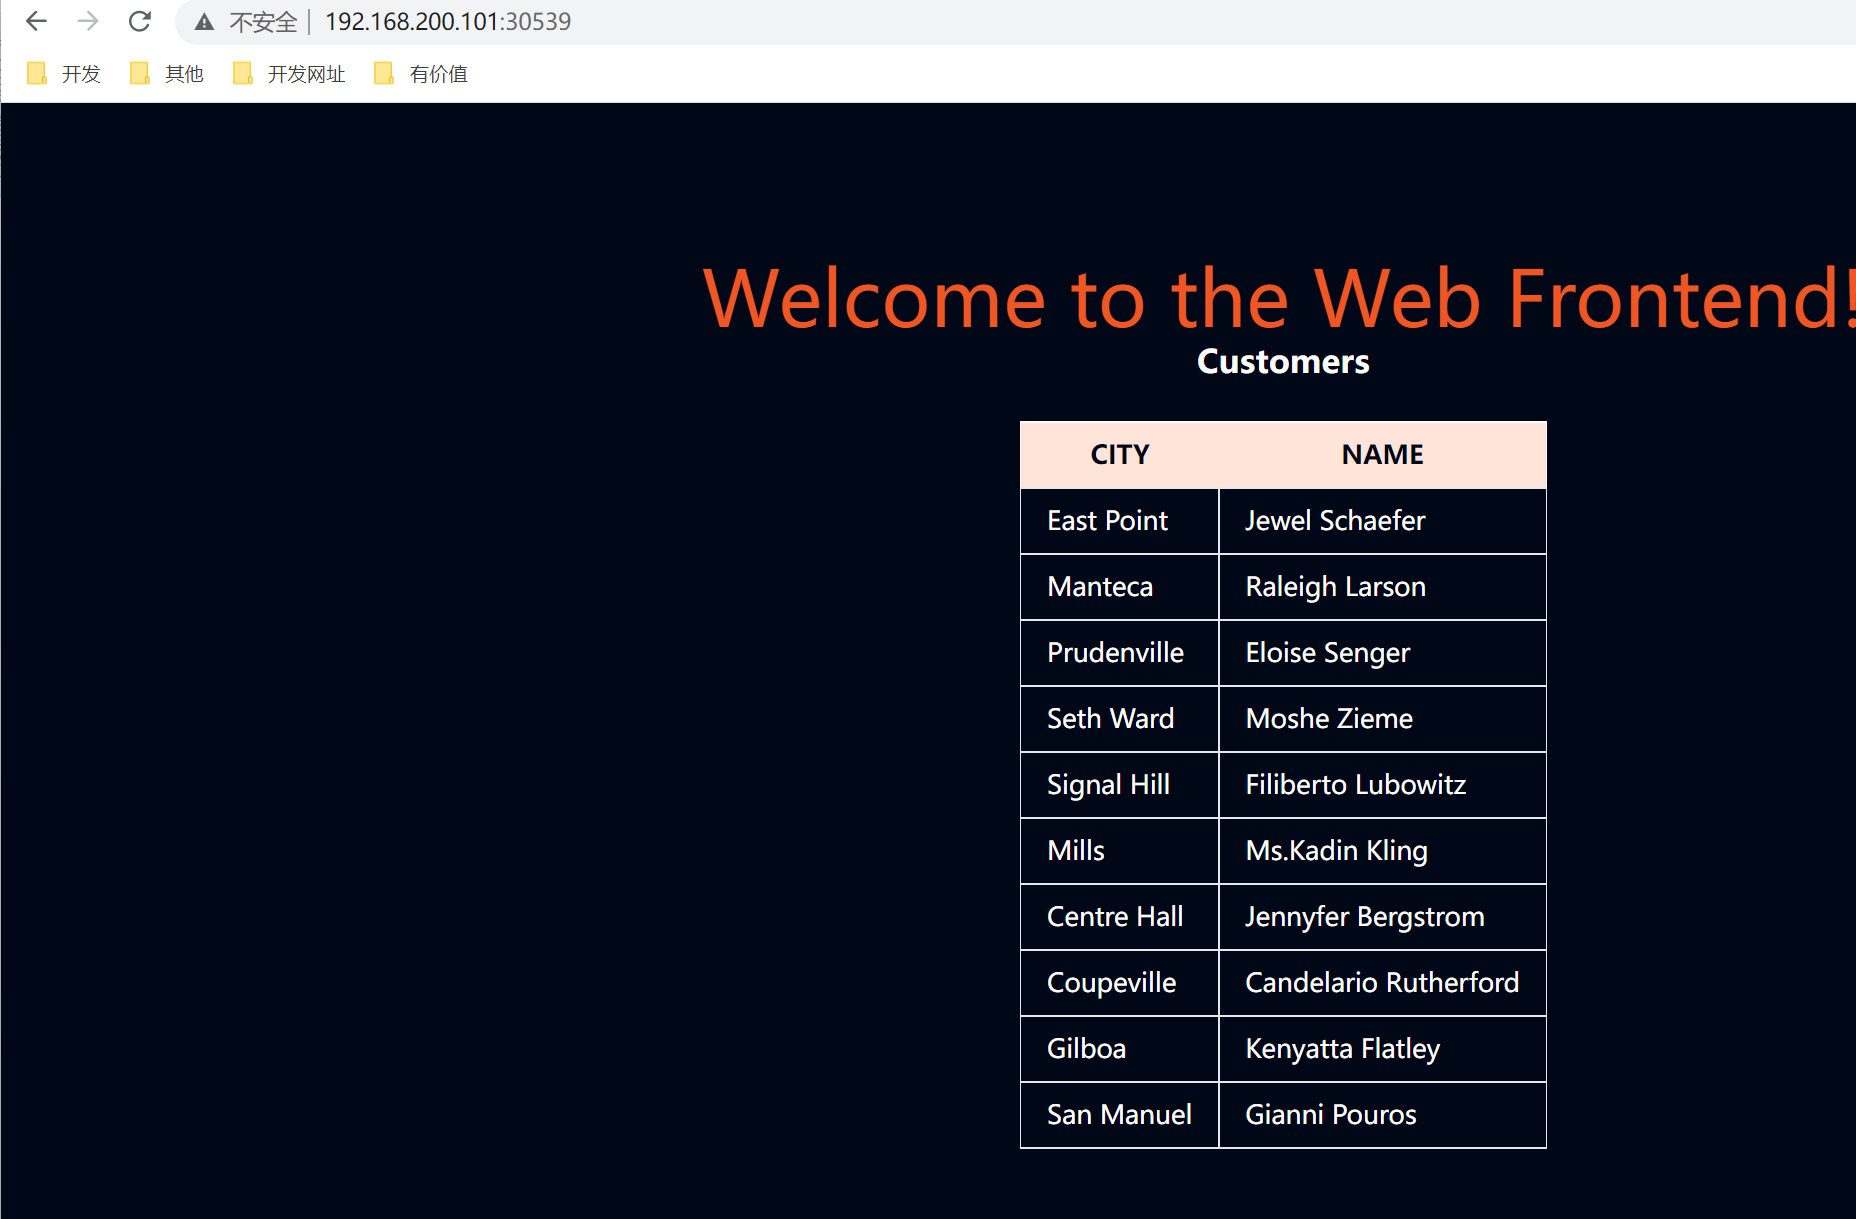 不安全 192.168.200.101:30539
开发 其他 开发网址 有价值
Welcome to the Web Frontend!
Customers
CITY NAME
East Point Jewel Schaefer
Manteca Raleigh Larson
Prudenville Eloise Senger
Seth Ward Moshe Zieme
Signal Hill Filiberto Lubowitz
Mills Ms.Kadin Kling
Centre Hall Jennyfer Bergstrom
Coupeville Candelario Rutherford
Gilboa Kenyatta Flatley
San Manuel Gianni Pouros